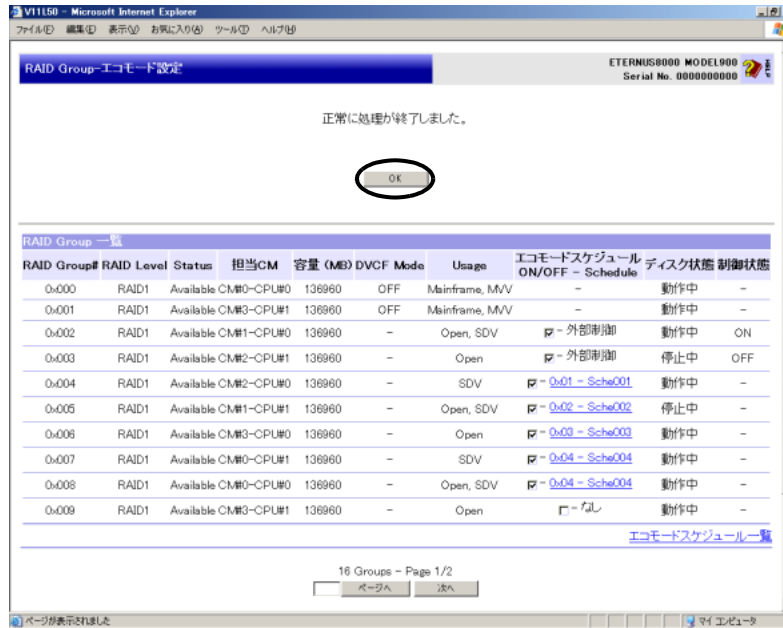 V11L50 - Microsoft Internet Explorer
ファイル(F) 編集(E) 表示(V) お気に入り(A) ツール(T) ヘルプ(H)
RAID Group-エコモード設定
ETERNUS8000 MODEL900
Serial No. 0000000000
HELP
正常に処理が終了しました。
OK
RAID Group 一覧
RAID Group# RAID Level Status 担当CM 容量 (MB) DVCF Mode Usage エコモードスケジュール ON/OFF - Schedule ディスク状態 制御状態
0x000 RAID1 Available CM#0-CPU#0 136960 OFF Mainframe, MVV - 動作中 -
0x001 RAID1 Available CM#3-CPU#1 136960 OFF Mainframe, MVV - 動作中 -
0x002 RAID1 Available CM#1-CPU#0 136960 - Open, SDV - 外部制御 動作中 ON
0x003 RAID1 Available CM#2-CPU#1 136960 - Open - 外部制御 停止中 OFF
0x004 RAID1 Available CM#2-CPU#0 136960 - SDV - 0x01 - Sche001 動作中 -
0x005 RAID1 Available CM#1-CPU#1 136960 - Open, SDV - 0x02 - Sche002 停止中 -
0x006 RAID1 Available CM#3-CPU#0 136960 - Open - 0x03 - Sche003 動作中 -
0x007 RAID1 Available CM#0-CPU#1 136960 - SDV - 0x04 - Sche004 動作中 -
0x008 RAID1 Available CM#0-CPU#0 136960 - Open, SDV - 0x04 - Sche004 動作中 -
0x009 RAID1 Available CM#3-CPU#1 136960 - Open - なし 動作中 -
エコモードスケジュール一覧
16 Groups - Page 1/2
ページへ 次へ
ページが表示されました マイ コンピュータ